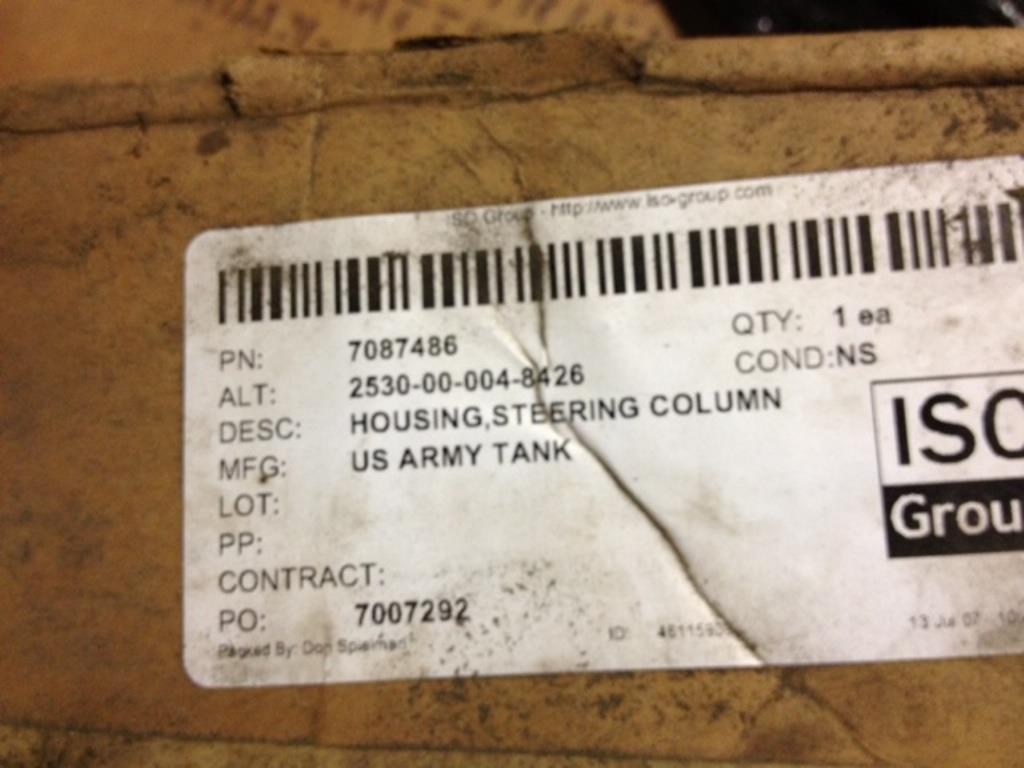 ISO Group - http://www.iso-group.com
PN: 7087486
QTY: 1 ea
ALT: 2530-00-004-8426
COND:NS
DESC: HOUSING,STEERING COLUMN
MFG: US ARMY TANK
LOT:
PP:
CONTRACT:
PO: 7007292
ISO
Grou
Packed By: Don Spielman
ID:
13 Jul 07